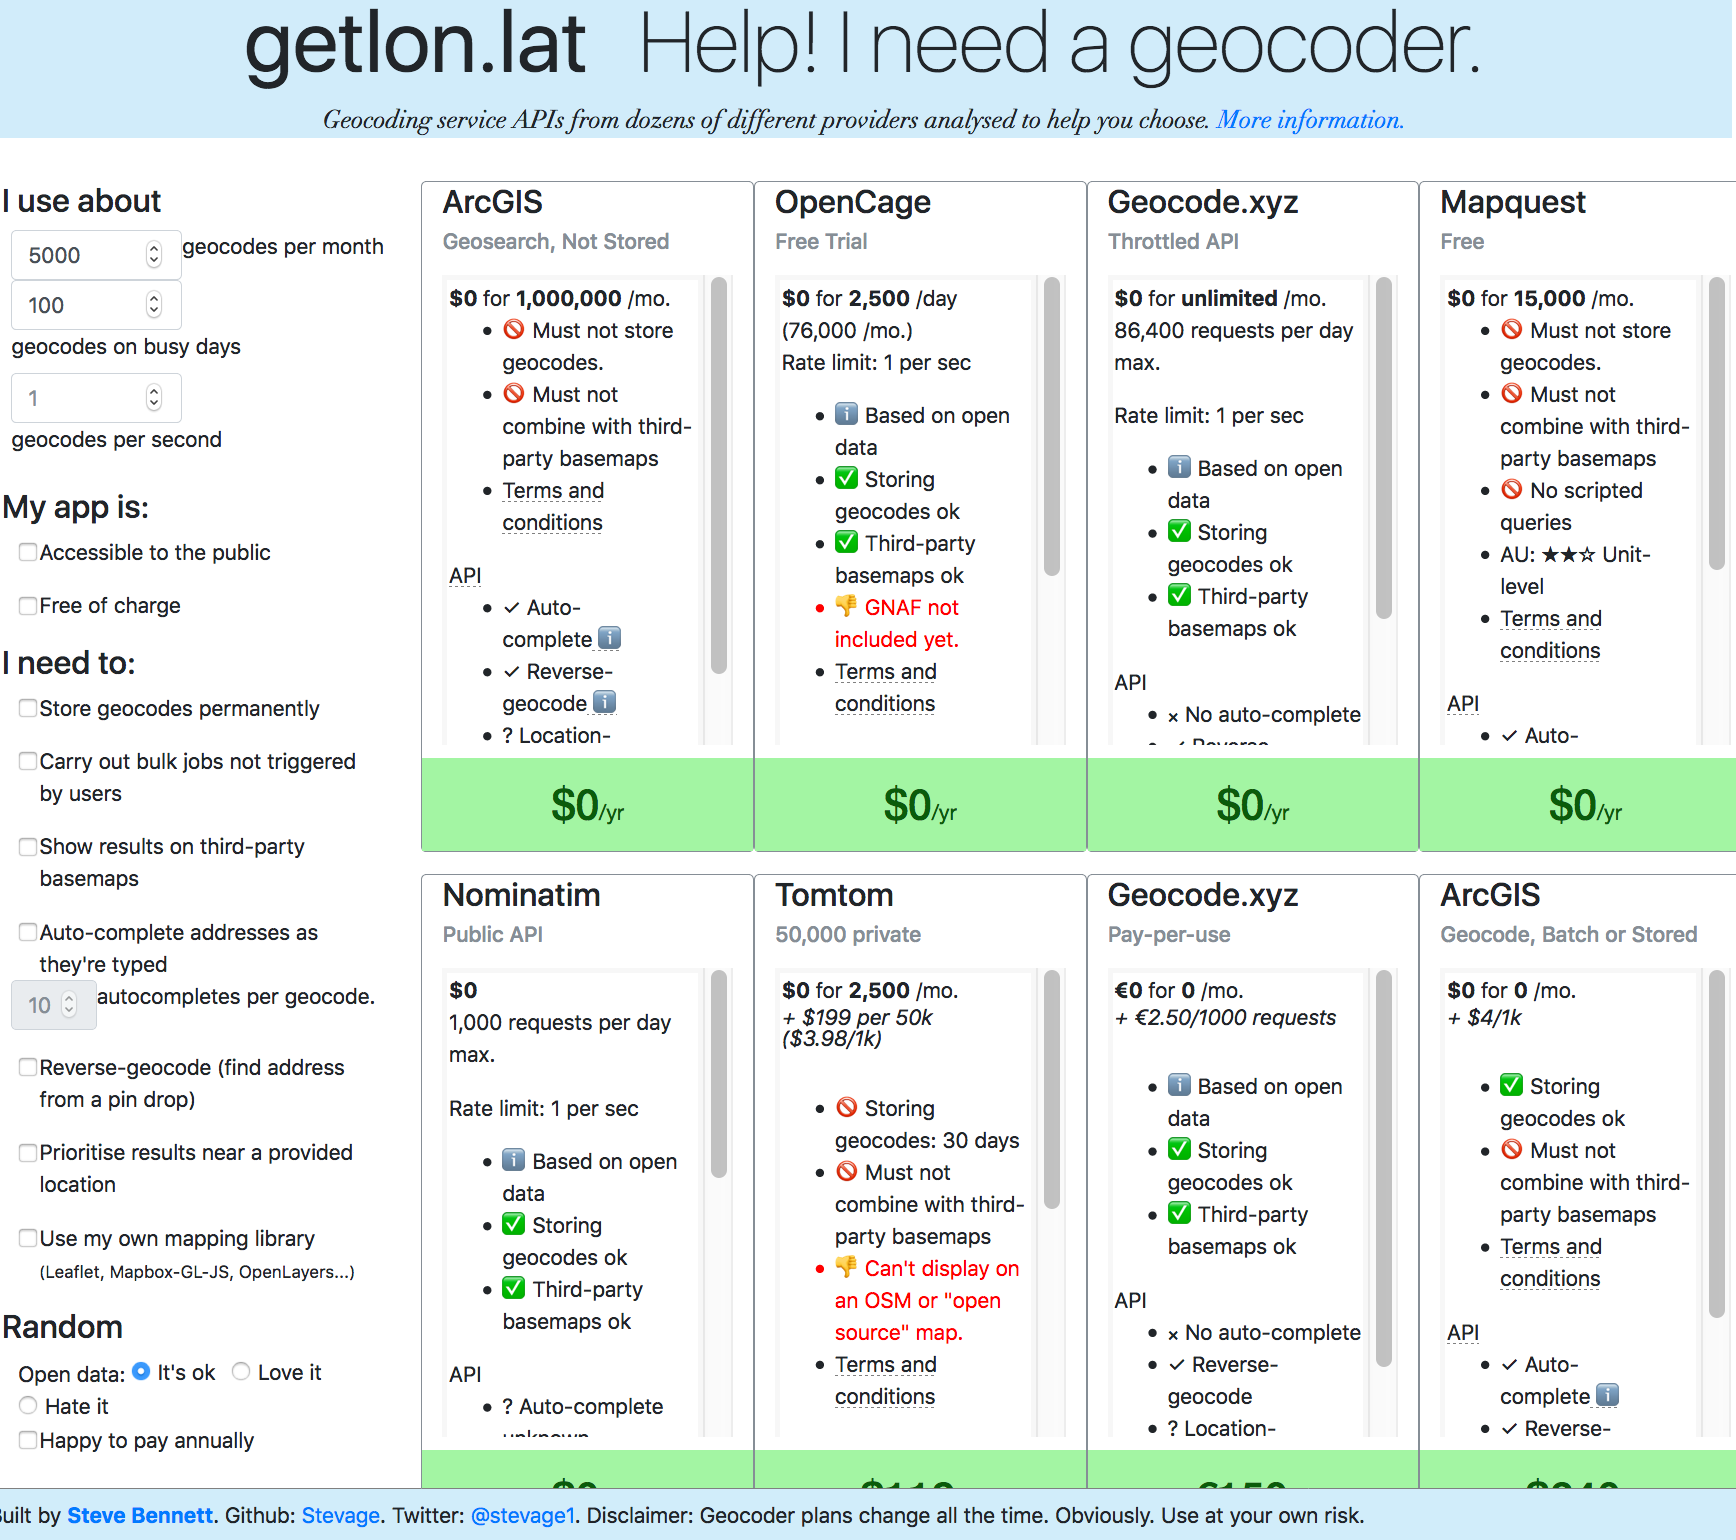 getlon.lat Help! I need a geocoder.
Geocoding service APIs from dozens of different providers analysed to help you choose. More information.
I use about
5000 geocodes per month
100
geocodes on busy days
1
geocodes per second
My app is:
Accessible to the public
Free of charge
I need to:
Store geocodes permanently
Carry out bulk jobs not triggered
by users
Show results on third-party
basemaps
Auto-complete addresses as
they're typed
10 autocompletes per geocode.
Reverse-geocode (find address
from a pin drop)
Prioritise results near a provided
location
Use my own mapping library
(Leaflet, Mapbox-GL-JS, OpenLayers...)
Random
Open data: It's ok Love it
Hate it
Happy to pay annually
ArcGIS
Geosearch, Not Stored
$0 for 1,000,000 /mo.
• 🚫 Must not store
geocodes.
• 🚫 Must not
combine with third-
party basemaps
• Terms and
conditions
API
• ✓ Auto-
complete ℹ️
• ✓ Reverse-
geocode ℹ️
• ? Location-
$0/yr
OpenCage
Free Trial
$0 for 2,500 /day
(76,000 /mo.)
Rate limit: 1 per sec
• ℹ️ Based on open
data
• ✅ Storing
geocodes ok
• ✅ Third-party
basemaps ok
• 👎 GNAF not
included yet.
• Terms and
conditions
$0/yr
Geocode.xyz
Throttled API
$0 for unlimited /mo.
86,400 requests per day
max.
Rate limit: 1 per sec
• ℹ️ Based on open
data
• ✅ Storing
geocodes ok
• ✅ Third-party
basemaps ok
API
• × No auto-complete
• ✓ Reverse-
$0/yr
Mapquest
Free
$0 for 15,000 /mo.
• 🚫 Must not store
geocodes.
• 🚫 Must not
combine with third-
party basemaps
• 🚫 No scripted
queries
• AU: ★★☆ Unit-
level
• Terms and
conditions
API
• ✓ Auto-
$0/yr
Nominatim
Public API
$0
1,000 requests per day
max.
Rate limit: 1 per sec
• ℹ️ Based on open
data
• ✅ Storing
geocodes ok
• ✅ Third-party
basemaps ok
API
• ? Auto-complete
unknown
$0
Tomtom
50,000 private
$0 for 2,500 /mo.
+ $199 per 50k
($3.98/1k)
• 🚫 Storing
geocodes: 30 days
• 🚫 Must not
combine with third-
party basemaps
• 👎 Can't display on
an OSM or "open
source" map.
• Terms and
conditions
Geocode.xyz
Pay-per-use
€0 for 0 /mo.
+ €2.50/1000 requests
• ℹ️ Based on open
data
• ✅ Storing
geocodes ok
• ✅ Third-party
basemaps ok
API
• × No auto-complete
• ✓ Reverse-
geocode
• ? Location-
ArcGIS
Geocode, Batch or Stored
$0 for 0 /mo.
+ $4/1k
• ✅ Storing
geocodes ok
• 🚫 Must not
combine with third-
party basemaps
• Terms and
conditions
API
• ✓ Auto-
complete ℹ️
• ✓ Reverse-
uilt by Steve Bennett. Github: Stevage. Twitter: @stevage1. Disclaimer: Geocoder plans change all the time. Obviously. Use at your own risk.